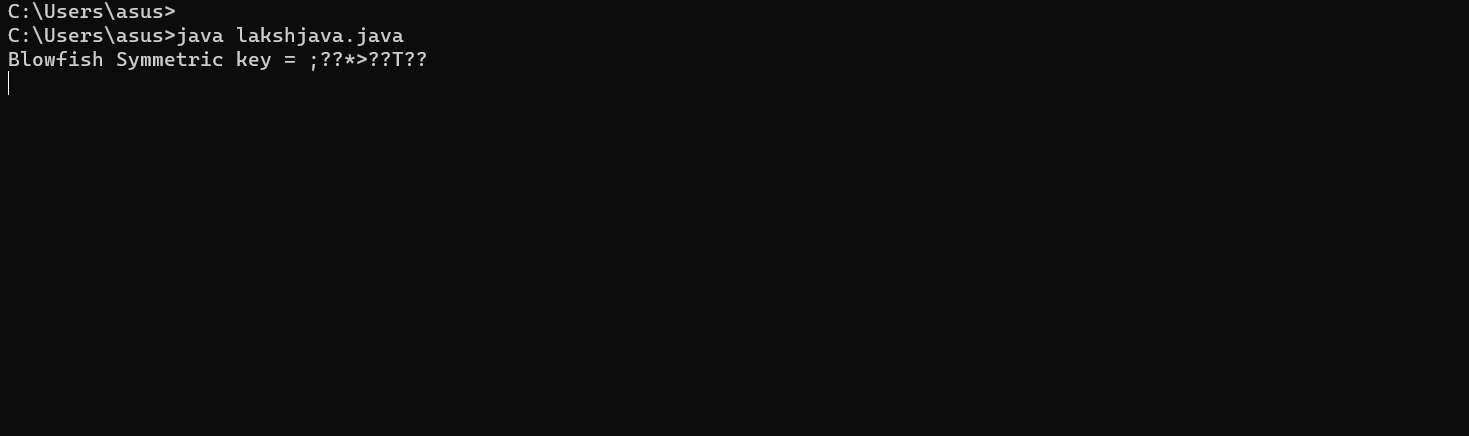 C:\Users\asus>
C:\Users\asus>java lakshjava.java
Blowfish Symmetric key = ;??*>??T??